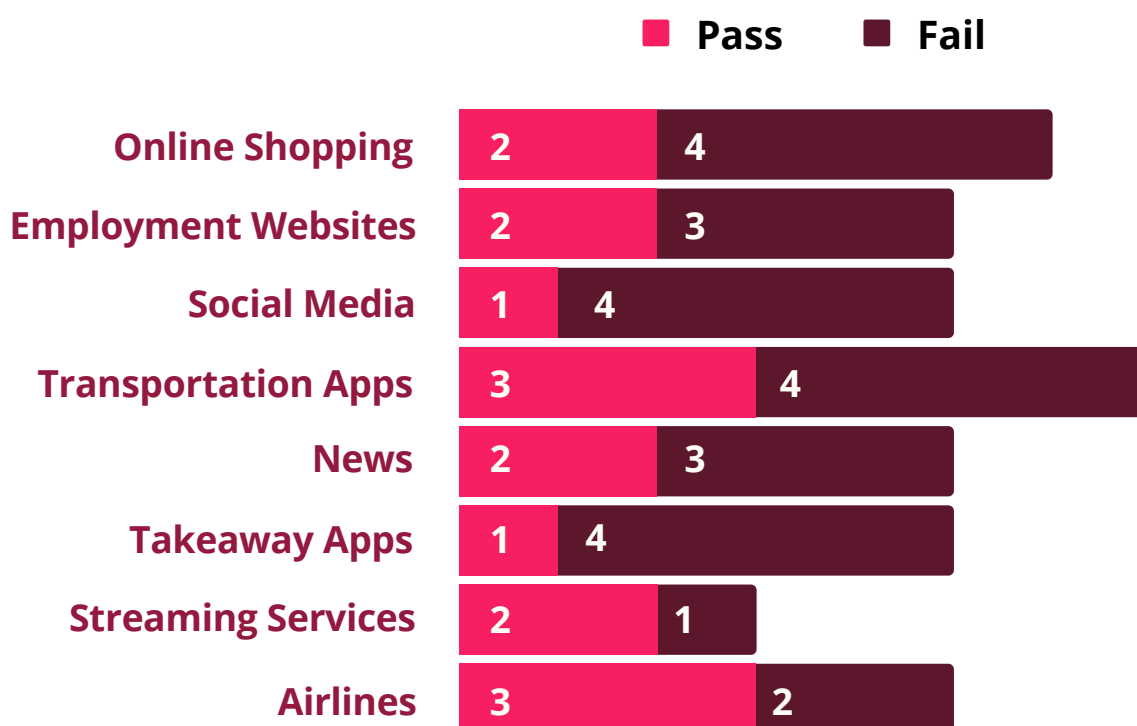 Pass Fail
Online Shopping 2 4
Employment Websites 2 3
Social Media 1 4
Transportation Apps 3 4
News 2 3
Takeaway Apps 1 4
Streaming Services 2 1
Airlines 3 2